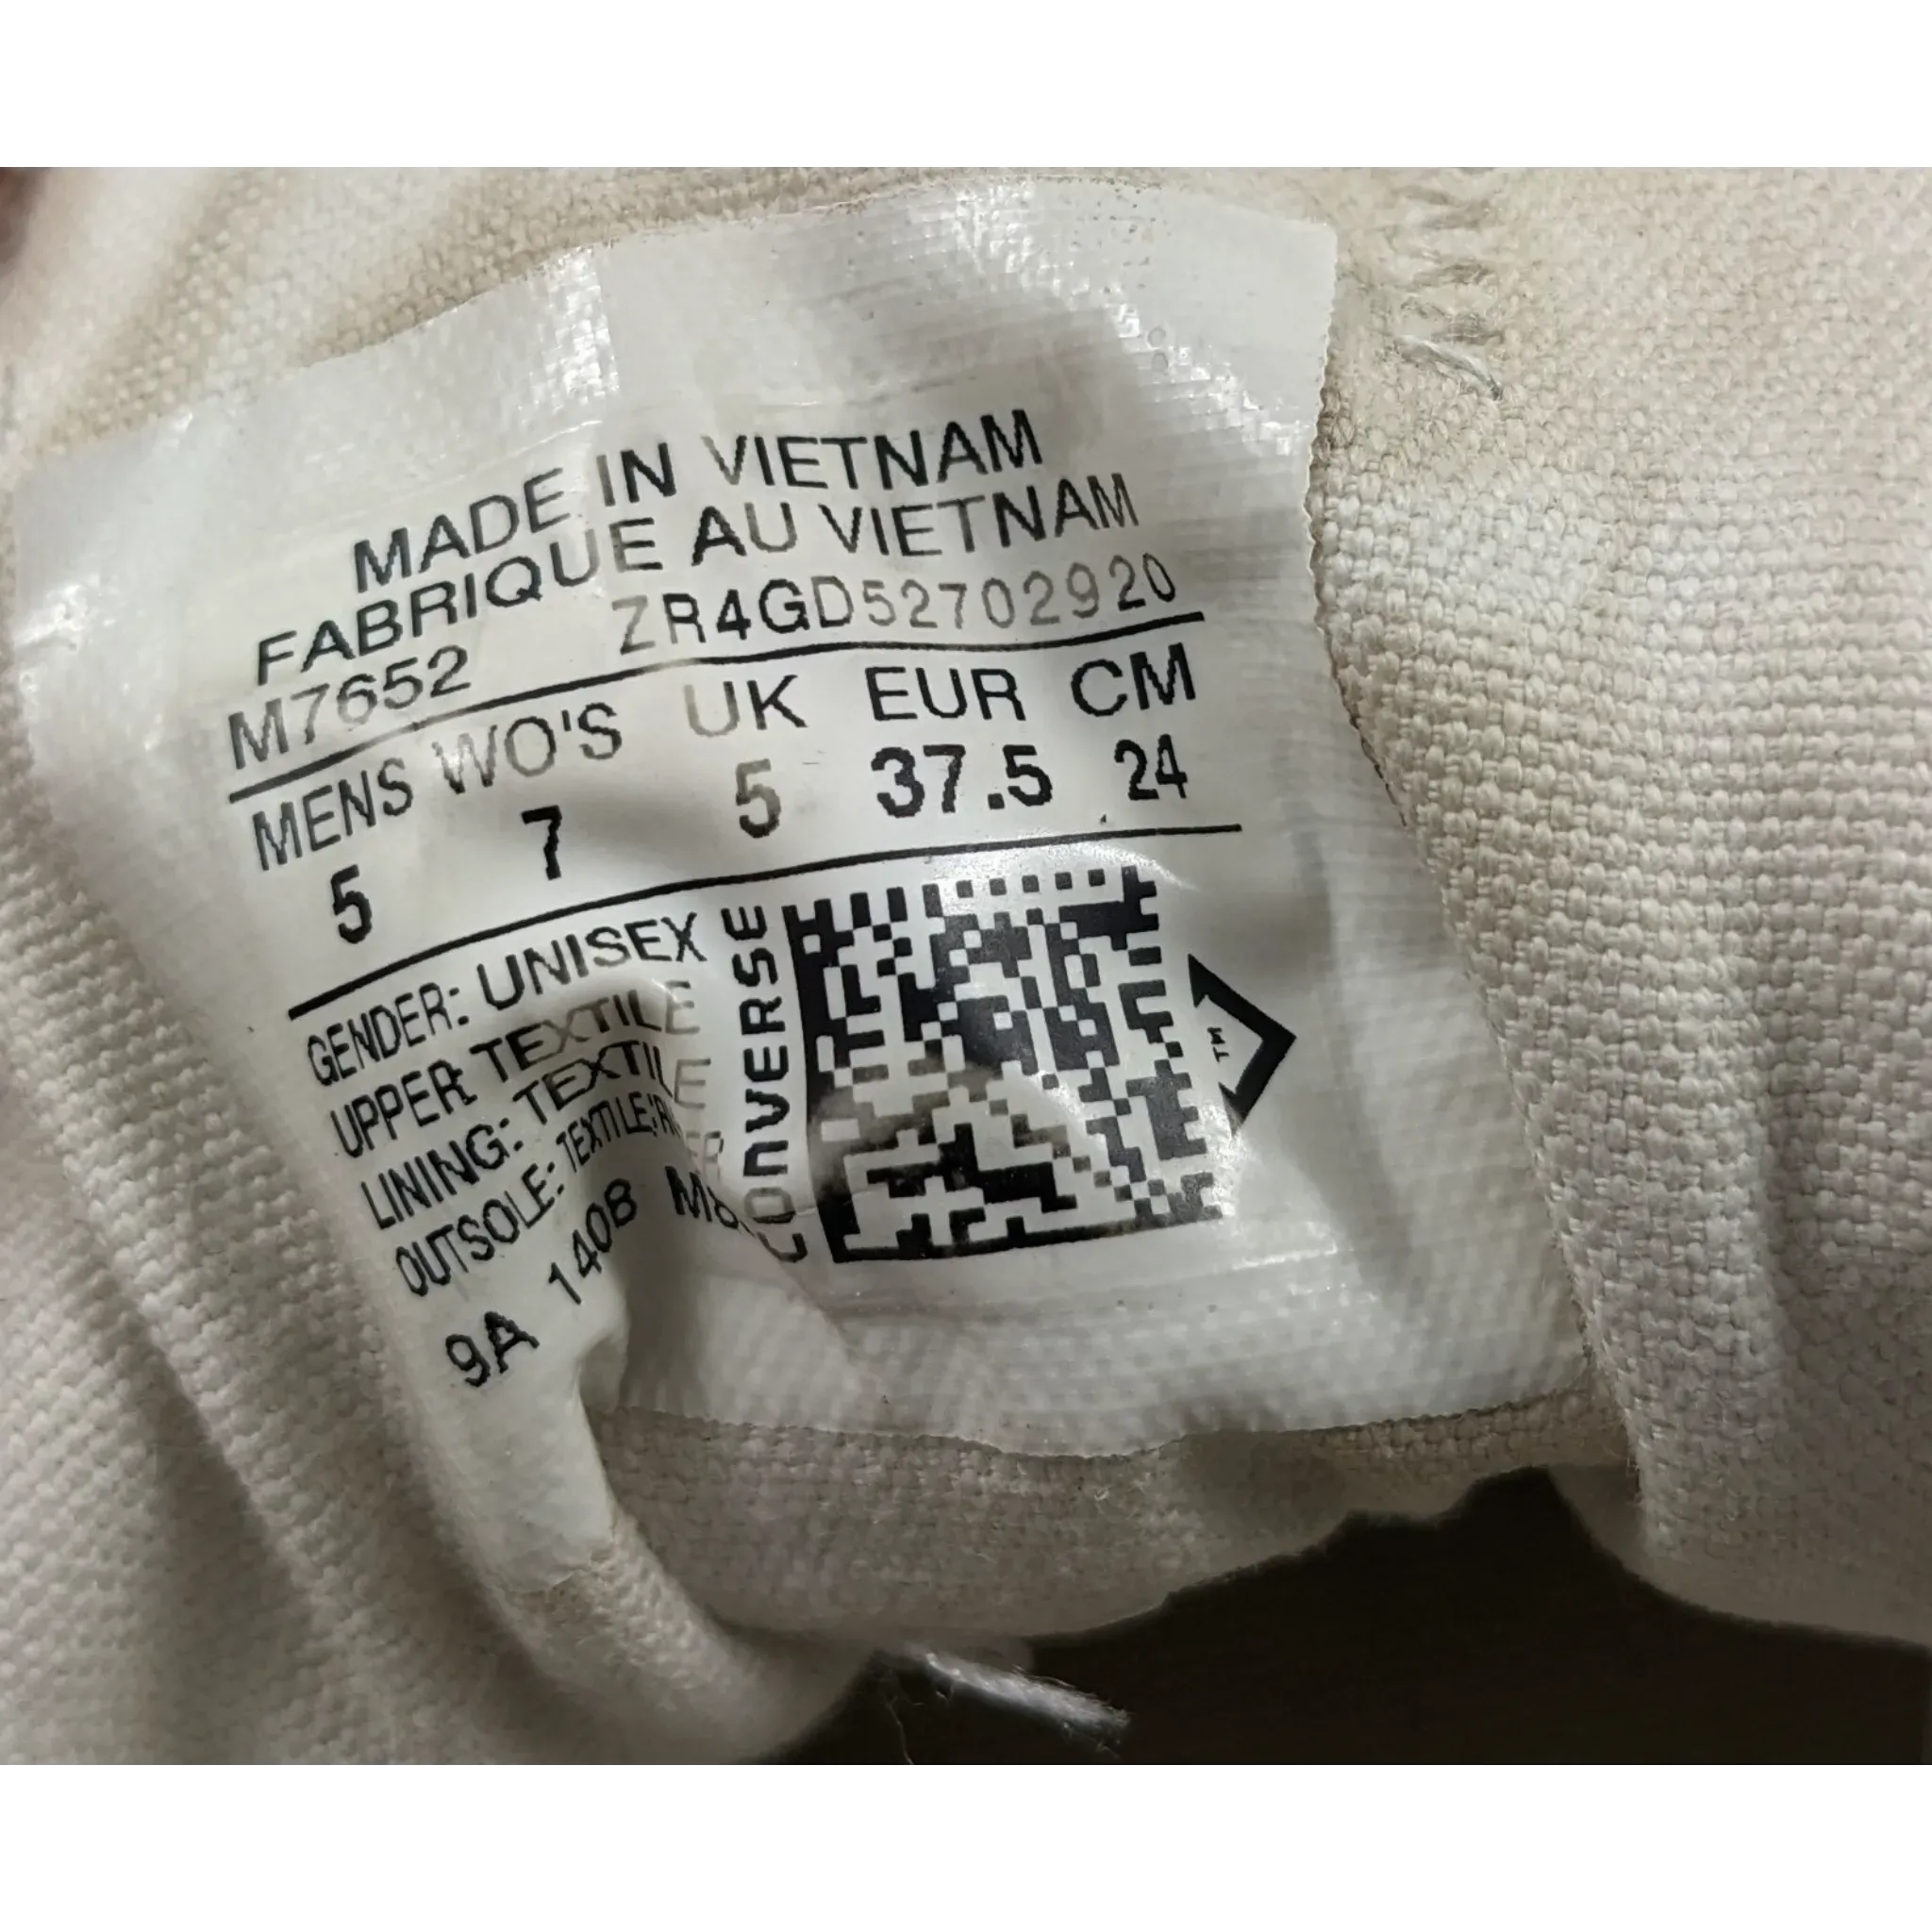 MADE IN VIETNAM
FABRIQUE AU VIETNAM
M7652 ZR4GD52702920
MENS WO'S UK EUR CM
5 7 5 37.5 24
GENDER: UNISEX
UPPER: TEXTILE
LINING: TEXTILE
OUTSOLE: TEXTILE/
9A 1408
CONVERSE
TM